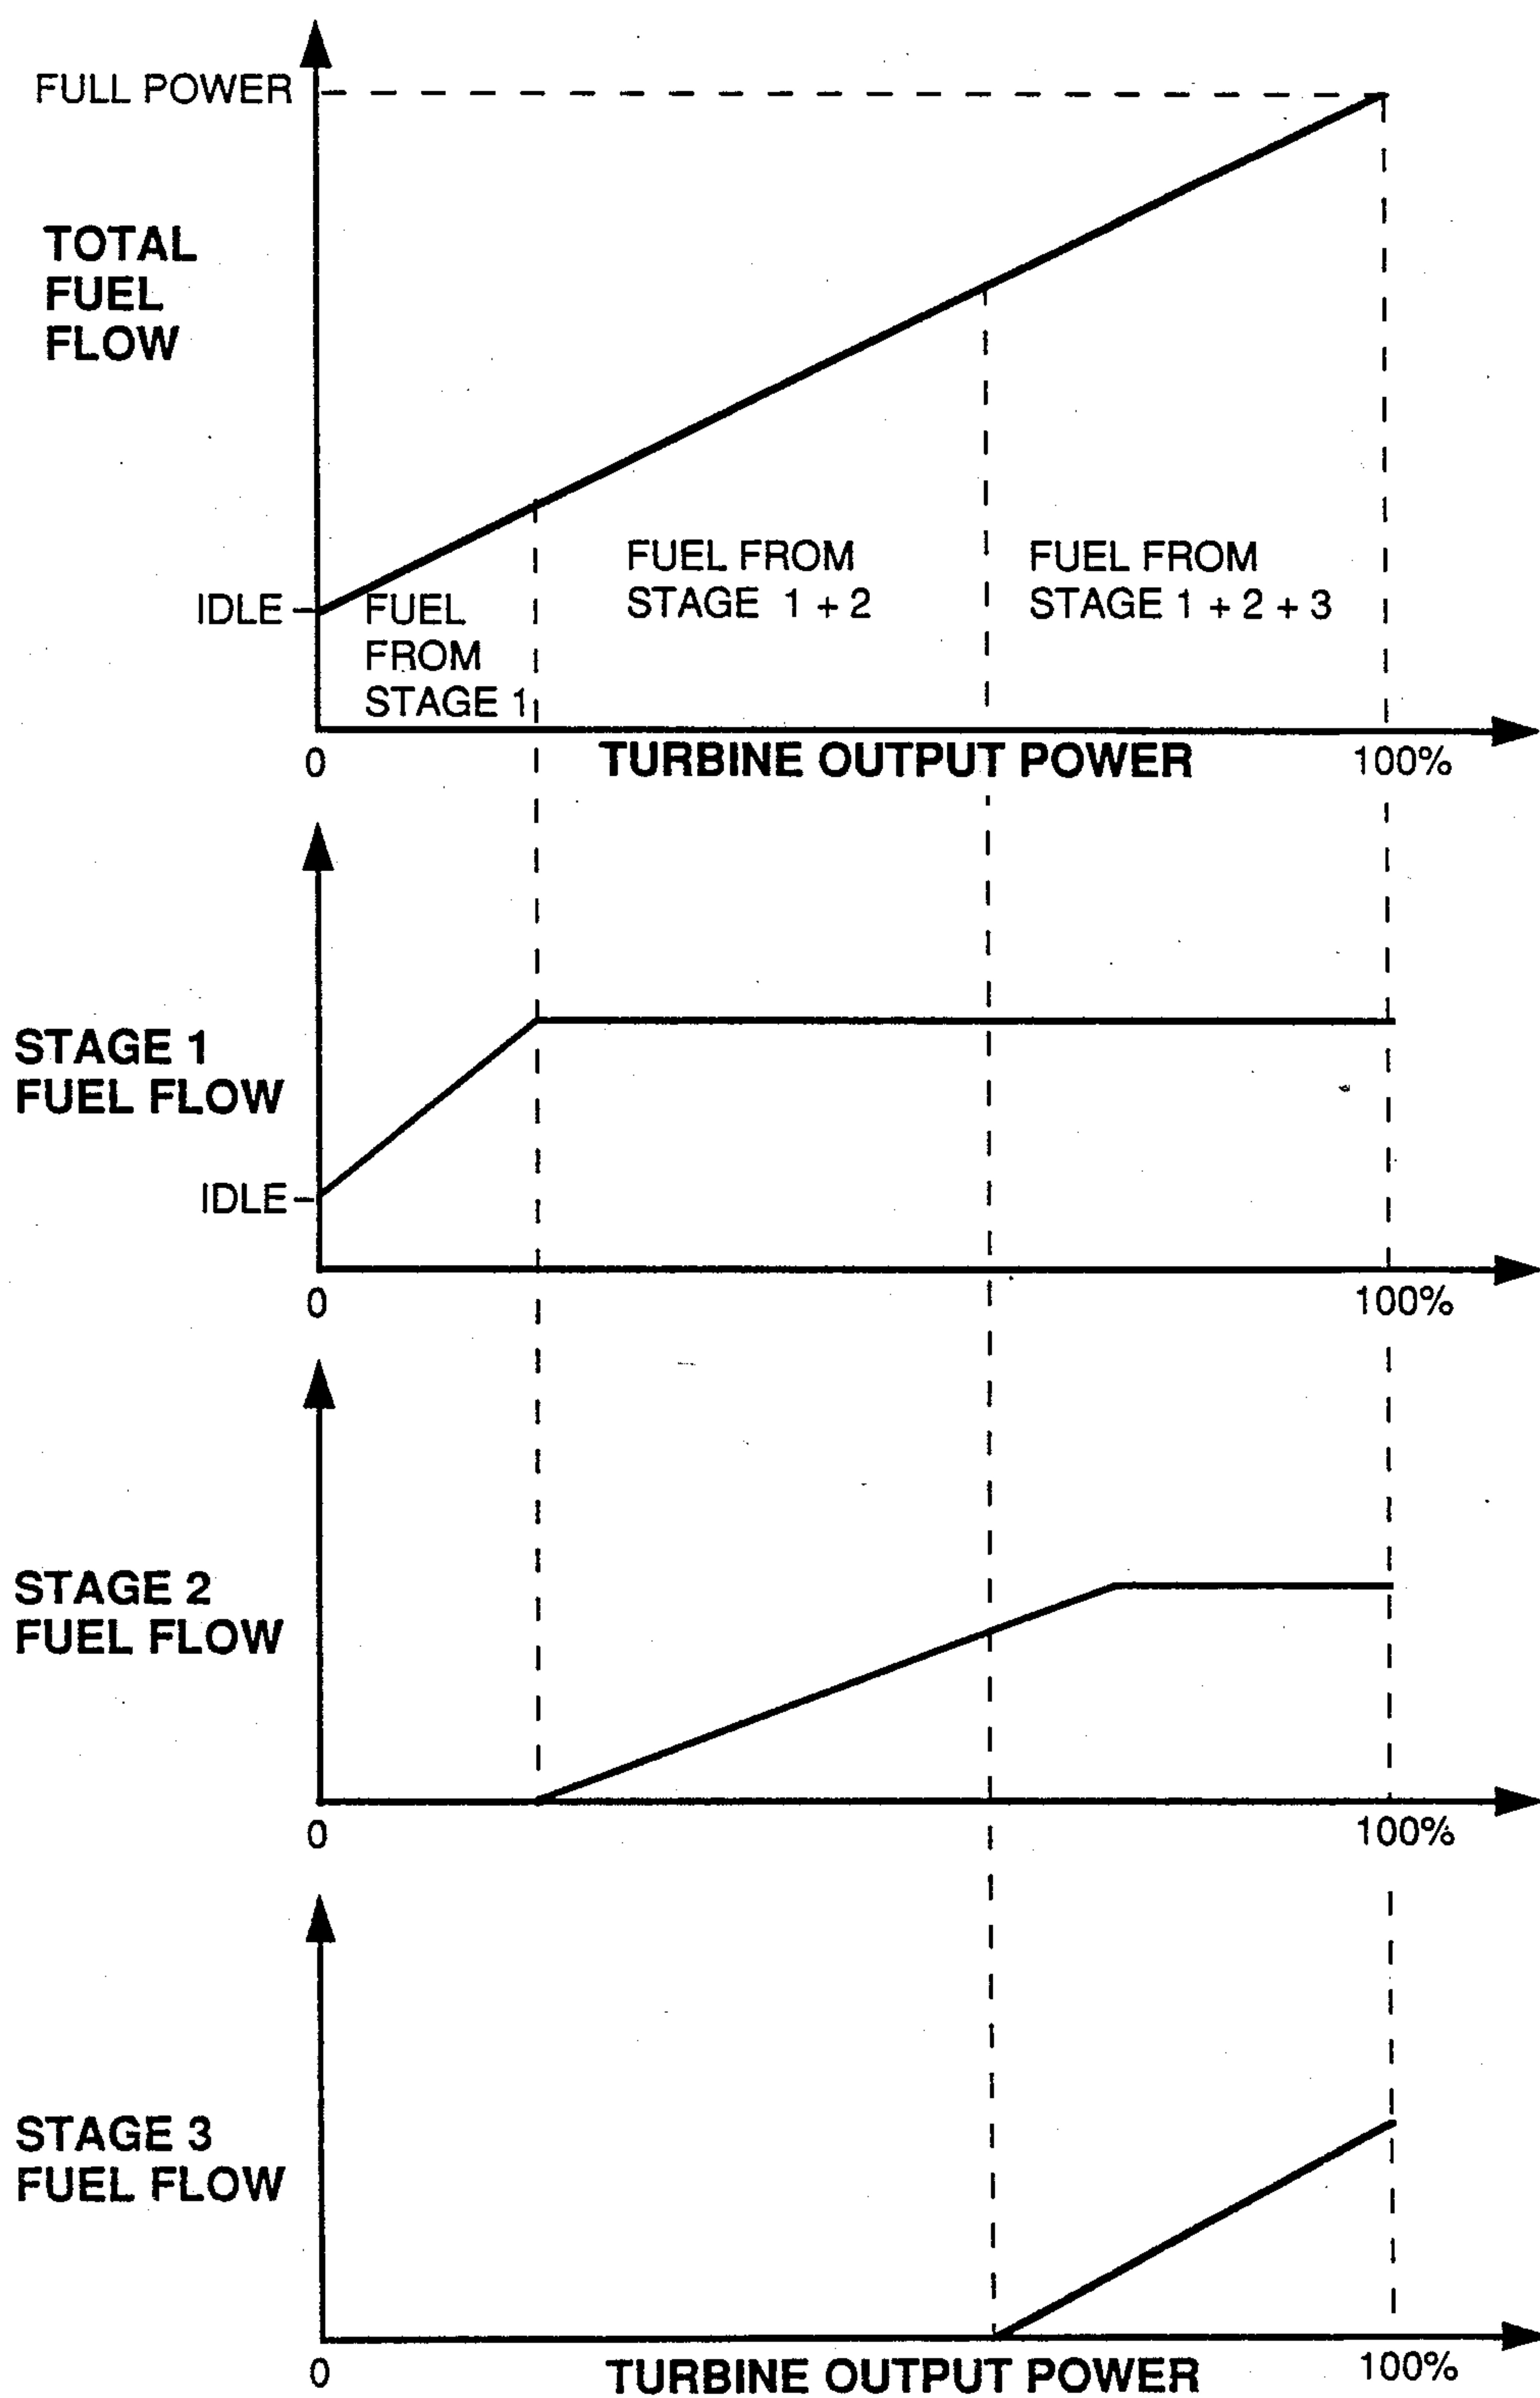 FULL POWER
TOTAL
FUEL
FLOW
IDLE
FUEL
FROM
STAGE 1
FUEL FROM
STAGE 1 + 2
FUEL FROM
STAGE 1 + 2 + 3
0
TURBINE OUTPUT POWER
100%
STAGE 1
FUEL FLOW
IDLE
0
100%
STAGE 2
FUEL FLOW
0
100%
STAGE 3
FUEL FLOW
0
TURBINE OUTPUT POWER
100%